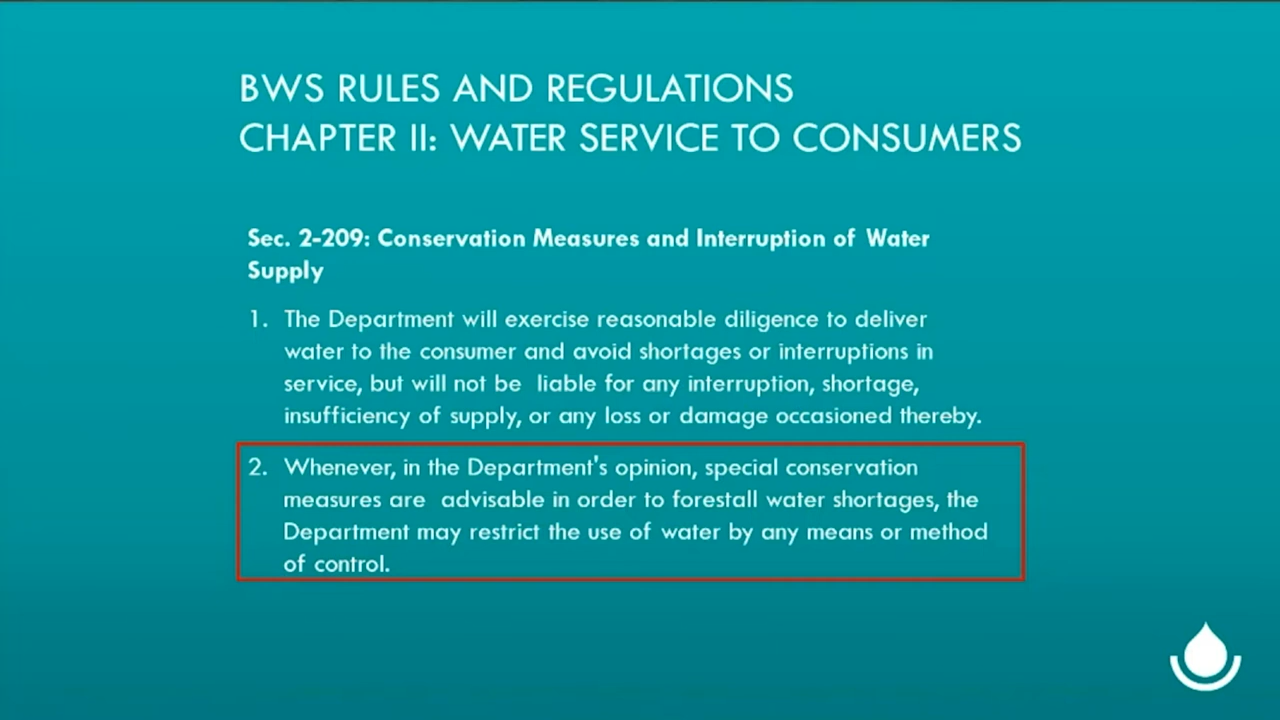 BWS RULES AND REGULATIONS
CHAPTER II: WATER SERVICE TO CONSUMERS
Sec. 2-209: Conservation Measures and Interruption of Water
Supply
1. The Department will exercise reasonable diligence to deliver
water to the consumer and avoid shortages or interruptions in
service, but will not be liable for any interruption, shortage,
insufficiency of supply, or any loss or damage occasioned thereby.
2. Whenever, in the Department's opinion, special conservation
measures are advisable in order to forestall water shortages, the
Department may restrict the use of water by any means or method
of control.